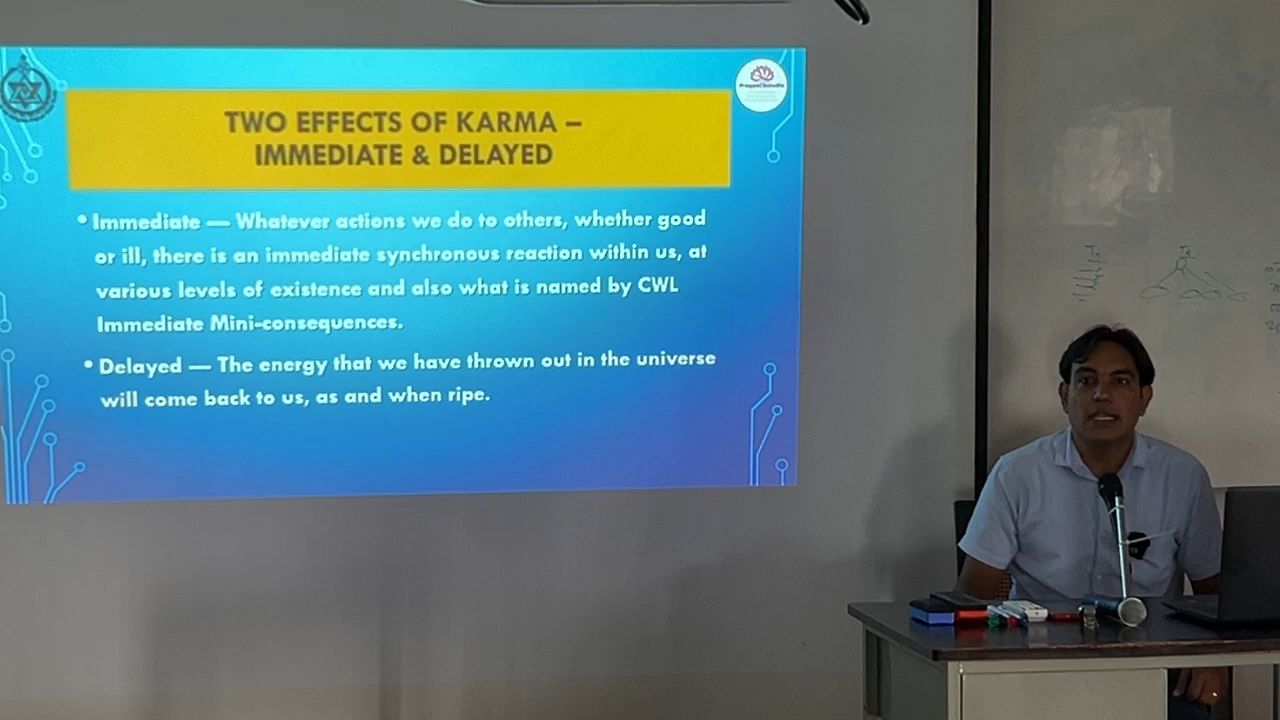 TWO EFFECTS OF KARMA –
IMMEDIATE & DELAYED
• Immediate — Whatever actions we do to others, whether good
or ill, there is an immediate synchronous reaction within us, at
various levels of existence and also what is named by CWL
Immediate Mini-consequences.
• Delayed — The energy that we have thrown out in the universe
will come back to us, as and when ripe.